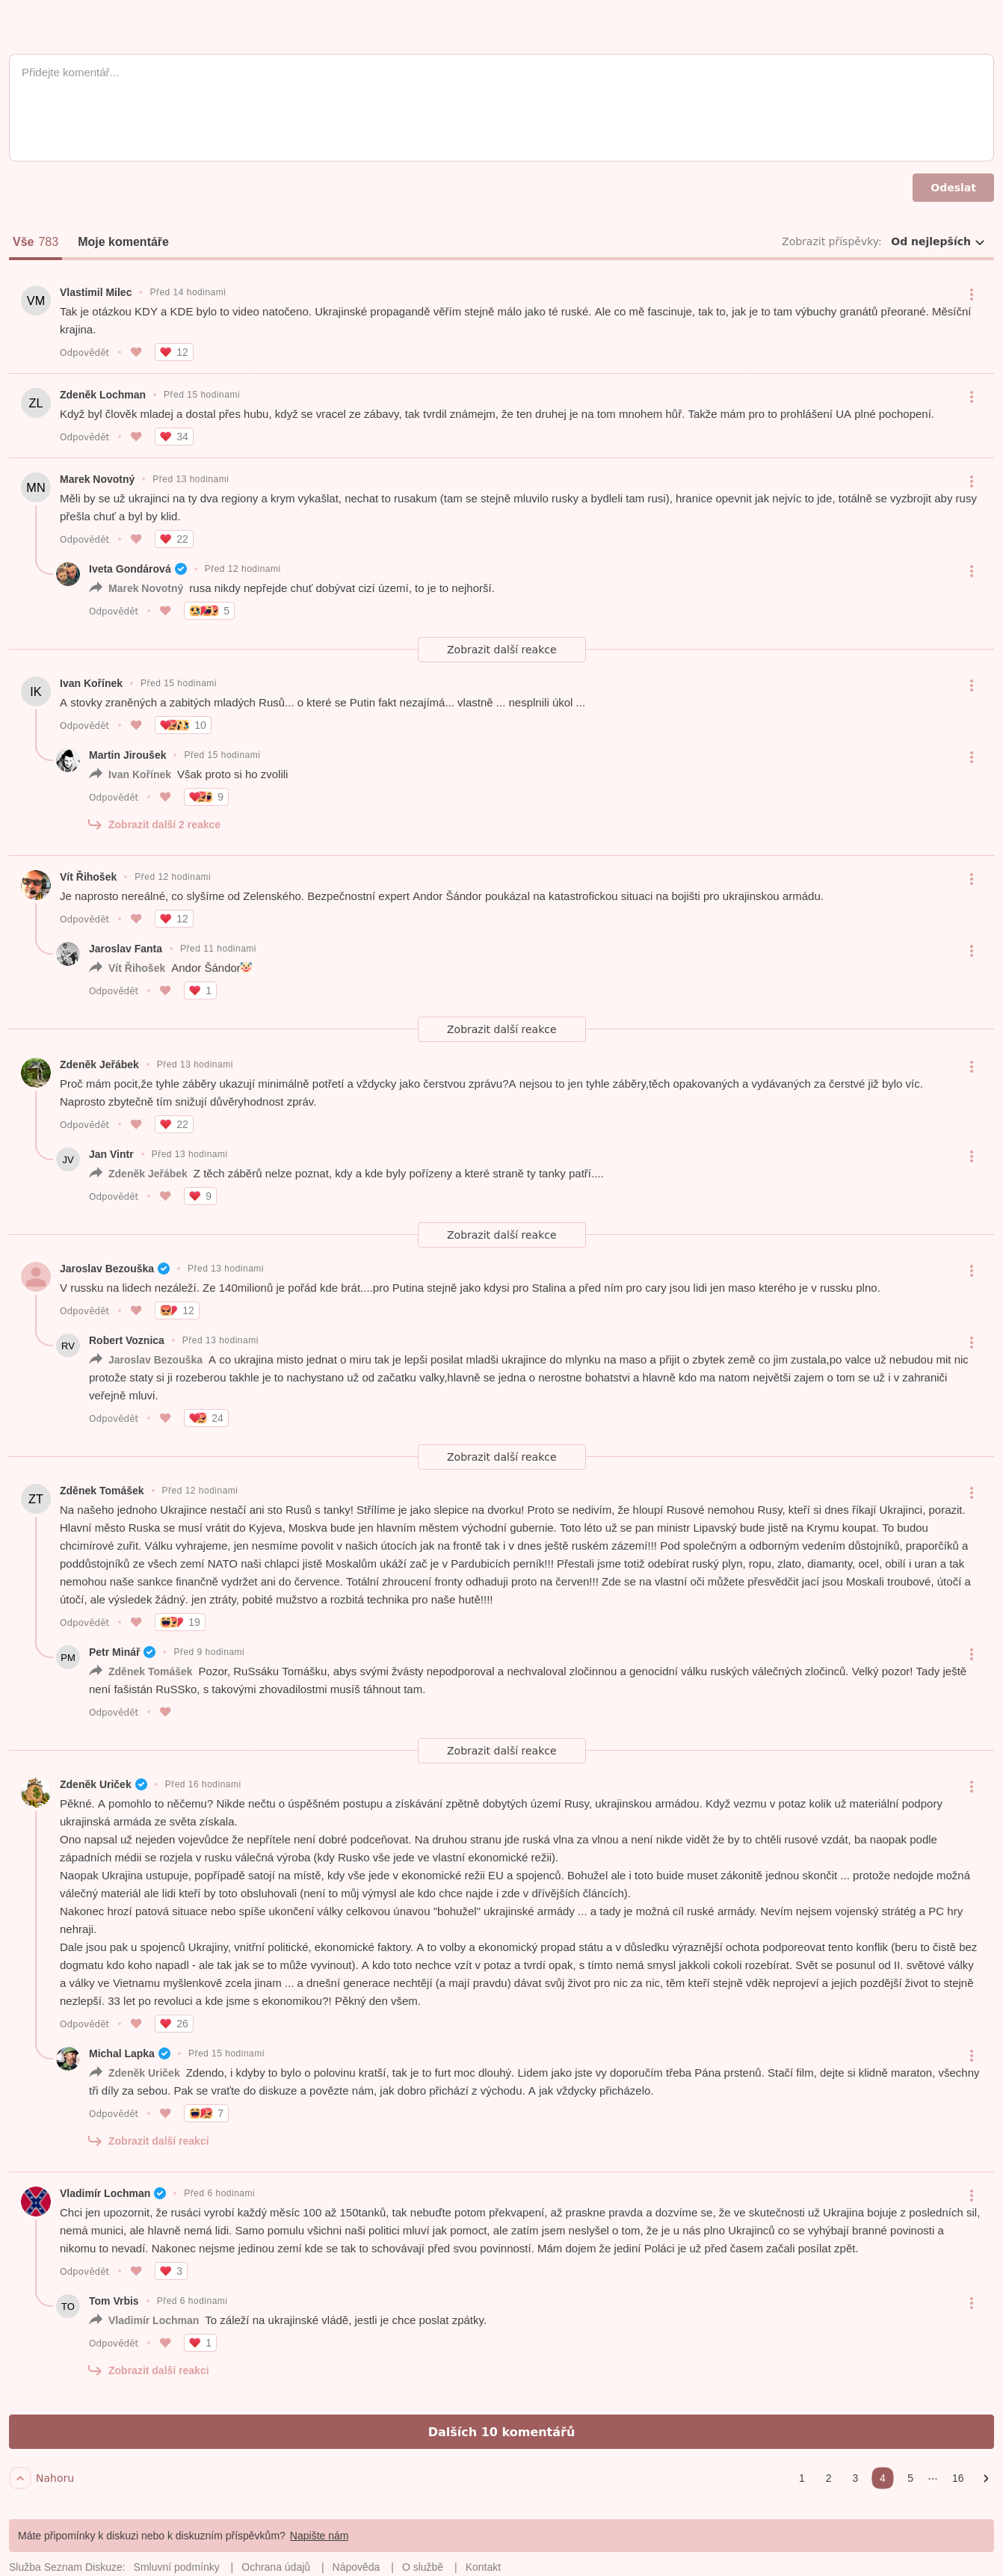 Přidejte komentář...
Odeslat
Vše 783 Moje komentáře Zobrazit příspěvky: Od nejlepších
VM
Vlastimil Milec • Před 14 hodinami
Tak je otázkou KDY a KDE bylo to video natočeno. Ukrajinské propagandě věřím stejně málo jako té ruské. Ale co mě fascinuje, tak to, jak je to tam výbuchy granátů přeorané. Měsíční
krajina.
Odpovědět • 12
ZL
Zdeněk Lochman • Před 15 hodinami
Když byl člověk mladej a dostal přes hubu, když se vracel ze zábavy, tak tvrdil známejm, že ten druhej je na tom mnohem hůř. Takže mám pro to prohlášení UA plné pochopení.
Odpovědět • 34
MN
Marek Novotný • Před 13 hodinami
Měli by se už ukrajinci na ty dva regiony a krym vykašlat, nechat to rusakum (tam se stejně mluvilo rusky a bydleli tam rusi), hranice opevnit jak nejvíc to jde, totálně se vyzbrojit aby rusy
přešla chuť a byl by klid.
Odpovědět • 22
Iveta Gondárová • Před 12 hodinami
Marek Novotný rusa nikdy nepřejde chuť dobývat cizí území, to je to nejhorší.
Odpovědět • 5
Zobrazit další reakce
IK
Ivan Kořínek • Před 15 hodinami
A stovky zraněných a zabitých mladých Rusů... o které se Putin fakt nezajímá... vlastně ... nesplnili úkol ...
Odpovědět • 10
Martin Jiroušek • Před 15 hodinami
Ivan Kořínek Však proto si ho zvolili
Odpovědět • 9
Zobrazit další 2 reakce
Vít Řihošek • Před 12 hodinami
Je naprosto nereálné, co slyšíme od Zelenského. Bezpečnostní expert Andor Šándor poukázal na katastrofickou situaci na bojišti pro ukrajinskou armádu.
Odpovědět • 12
Jaroslav Fanta • Před 11 hodinami
Vít Řihošek Andor Šándor🤡
Odpovědět • 1
Zobrazit další reakce
Zdeněk Jeřábek • Před 13 hodinami
Proč mám pocit,že tyhle záběry ukazují minimálně potřetí a vždycky jako čerstvou zprávu?A nejsou to jen tyhle záběry,těch opakovaných a vydávaných za čerstvé již bylo víc.
Naprosto zbytečně tím snižují důvěryhodnost zpráv.
Odpovědět • 22
JV
Jan Vintr • Před 13 hodinami
Zdeněk Jeřábek Z těch záběrů nelze poznat, kdy a kde byly pořízeny a které straně ty tanky patří....
Odpovědět • 9
Zobrazit další reakce
Jaroslav Bezouška • Před 13 hodinami
V russku na lidech nezáleží. Ze 140milionů je pořád kde brát....pro Putina stejně jako kdysi pro Stalina a před ním pro cary jsou lidi jen maso kterého je v russku plno.
Odpovědět • 12
RV
Robert Voznica • Před 13 hodinami
Jaroslav Bezouška A co ukrajina misto jednat o miru tak je lepši posilat mladši ukrajince do mlynku na maso a přijit o zbytek země co jim zustala,po valce už nebudou mit nic
protože staty si ji rozeberou takhle je to nachystano už od začatku valky,hlavně se jedna o nerostne bohatstvi a hlavně kdo ma natom největši zajem o tom se už i v zahraniči
veřejně mluvi.
Odpovědět • 24
Zobrazit další reakce
ZT
Zděnek Tomášek • Před 12 hodinami
Na našeho jednoho Ukrajince nestačí ani sto Rusů s tanky! Střílíme je jako slepice na dvorku! Proto se nedivím, že hloupí Rusové nemohou Rusy, kteří si dnes říkají Ukrajinci, porazit.
Hlavní město Ruska se musí vrátit do Kyjeva, Moskva bude jen hlavním městem východní gubernie. Toto léto už se pan ministr Lipavský bude jistě na Krymu koupat. To budou
chcimírové zuřit. Válku vyhrajeme, jen nesmíme povolit v našich útocích jak na frontě tak i v dnes ještě ruském zázemí!!! Pod společným a odborným vedením důstojníků, praporčíků a
poddůstojníků ze všech zemí NATO naši chlapci jistě Moskalům ukáží zač je v Pardubicích perník!!! Přestali jsme totiž odebírat ruský plyn, ropu, zlato, diamanty, ocel, obilí i uran a tak
nemohou naše sankce finančně vydržet ani do července. Totální zhroucení fronty odhaduji proto na červen!!! Zde se na vlastní oči můžete přesvědčit jací jsou Moskali troubové, útočí a
útočí, ale výsledek žádný. jen ztráty, pobité mužstvo a rozbitá technika pro naše hutě!!!!
Odpovědět • 19
PM
Petr Minář • Před 9 hodinami
Zděnek Tomášek Pozor, RuSsáku Tomášku, abys svými žvásty nepodporoval a nechvaloval zločinnou a genocidní válku ruských válečných zločinců. Velký pozor! Tady ještě
není fašistán RuSSko, s takovými zhovadilostmi musíš táhnout tam.
Odpovědět •
Zobrazit další reakce
Zdeněk Uriček • Před 16 hodinami
Pěkné. A pomohlo to něčemu? Nikde nečtu o úspěšném postupu a získávání zpětně dobytých území Rusy, ukrajinskou armádou. Když vezmu v potaz kolik už materiální podpory
ukrajinská armáda ze světa získala.
Ono napsal už nejeden vojevůdce že nepřítele není dobré podceňovat. Na druhou stranu jde ruská vlna za vlnou a není nikde vidět že by to chtěli rusové vzdát, ba naopak podle
západních médii se rozjela v rusku válečná výroba (kdy Rusko vše jede ve vlastní ekonomické režii).
Naopak Ukrajina ustupuje, popřípadě satojí na místě, kdy vše jede v ekonomické režii EU a spojenců. Bohužel ale i toto buide muset zákonitě jednou skončit ... protože nedojde možná
válečný materiál ale lidi kteří by toto obsluhovali (není to můj výmysl ale kdo chce najde i zde v dřívějších článcích).
Nakonec hrozí patová situace nebo spíše ukončení války celkovou únavou "bohužel" ukrajinské armády ... a tady je možná cíl ruské armády. Nevím nejsem vojenský stratég a PC hry
nehraji.
Dale jsou pak u spojenců Ukrajiny, vnitřní politické, ekonomické faktory. A to volby a ekonomický propad státu a v důsledku výraznější ochota podporeovat tento konflik (beru to čistě bez
dogmatu kdo koho napadl - ale tak jak se to může vyvinout). A kdo toto nechce vzít v potaz a tvrdí opak, s tímto nemá smysl jakkoli cokoli rozebírat. Svět se posunul od II. světové války
a války ve Vietnamu myšlenkově zcela jinam ... a dnešní generace nechtějí (a mají pravdu) dávat svůj život pro nic za nic, těm kteří stejně vděk neprojeví a jejich pozdější život to stejně
nezlepší. 33 let po revoluci a kde jsme s ekonomikou?! Pěkný den všem.
Odpovědět • 26
Michal Lapka • Před 15 hodinami
Zdeněk Uriček Zdendo, i kdyby to bylo o polovinu kratší, tak je to furt moc dlouhý. Lidem jako jste vy doporučím třeba Pána prstenů. Stačí film, dejte si klidně maraton, všechny
tři díly za sebou. Pak se vraťte do diskuze a povězte nám, jak dobro přichází z východu. A jak vždycky přicházelo.
Odpovědět • 7
Zobrazit další reakci
Vladimír Lochman • Před 6 hodinami
Chci jen upozornit, že rusáci vyrobí každý měsíc 100 až 150tanků, tak nebuďte potom překvapení, až praskne pravda a dozvíme se, že ve skutečnosti už Ukrajina bojuje z posledních sil,
nemá munici, ale hlavně nemá lidi. Samo pomulu všichni naši politici mluví jak pomoct, ale zatím jsem neslyšel o tom, že je u nás plno Ukrajinců co se vyhýbají branné povinosti a
nikomu to nevadí. Nakonec nejsme jedinou zemí kde se tak to schovávají před svou povinností. Mám dojem že jediní Poláci je už před časem začali posílat zpět.
Odpovědět • 3
TO
Tom Vrbis • Před 6 hodinami
Vladimír Lochman To záleží na ukrajinské vládě, jestli je chce poslat zpátky.
Odpovědět • 1
Zobrazit další reakci
Dalších 10 komentářů
Nahoru 1 2 3 4 5 ··· 16
Máte připomínky k diskuzi nebo k diskuzním příspěvkům? Napište nám
Služba Seznam Diskuze: Smluvní podmínky | Ochrana údajů | Nápověda | O službě | Kontakt